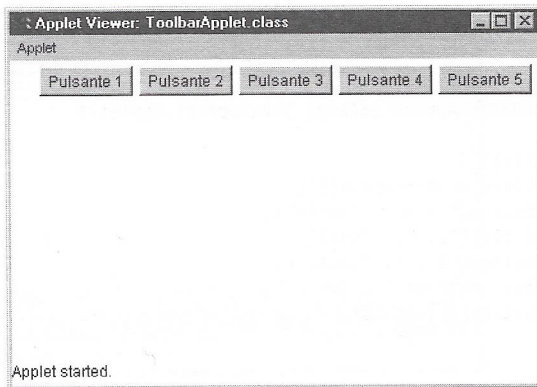 Applet Viewer: ToolbarApplet.class
Applet
Pulsante 1 Pulsante 2 Pulsante 3 Pulsante 4 Pulsante 5
Applet started.